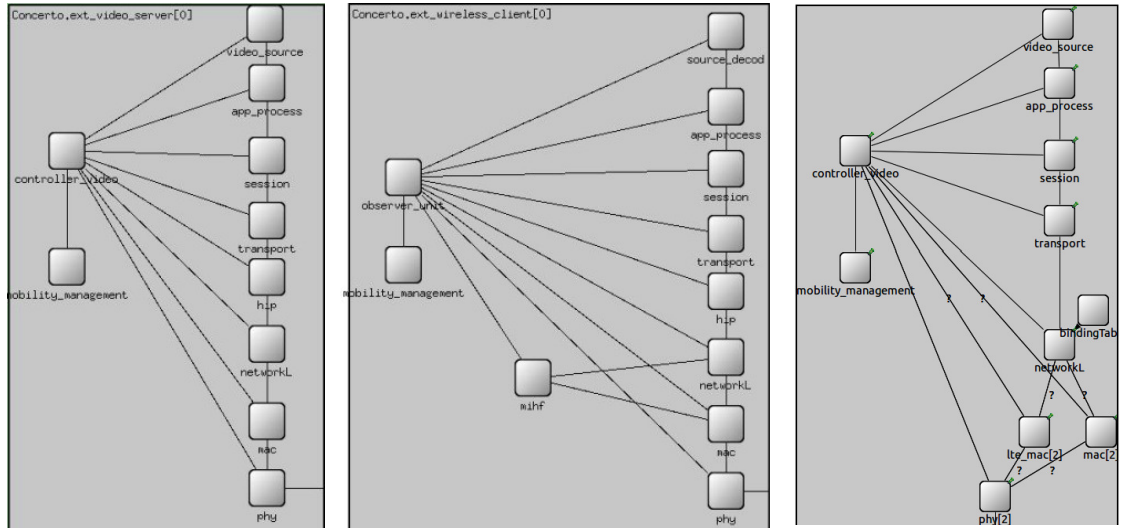 Concerto.ext_video_server[0]
video_source
app_process
controller_video
session
transport
mobility_management
hip
networkL
mac
phy
Concerto.ext_wireless_client[0]
source_decod
app_process
session
observer_unit
transport
mobility_management
hip
networkL
mihf
mac
phy
video_source
app_process
controller_video
session
transport
mobility_management
? ?
bindingTab
networkL
? ?
lte_mac[2] mac[2]
? ?
phy[2]